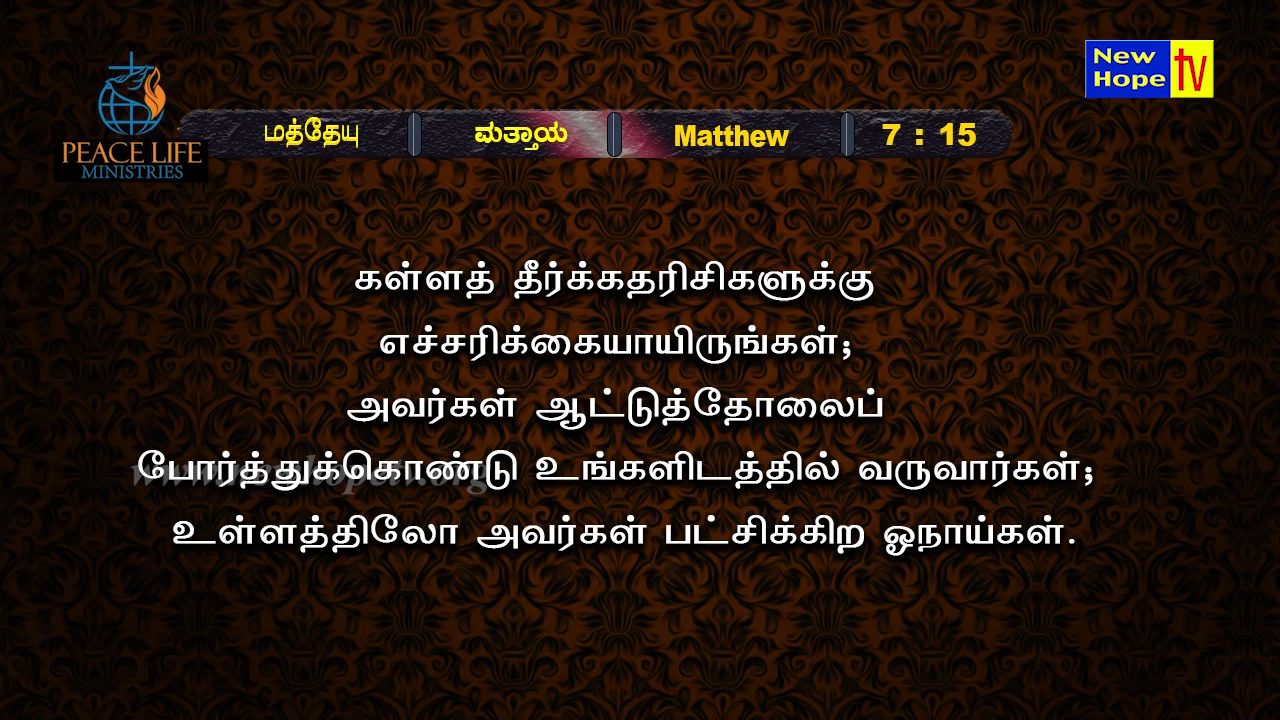 New
Hope TV
மத்தேயு ಮತ್ತಾಯ Matthew 7 : 15
PEACE LIFE
MINISTRIES
கள்ளத் தீர்க்கதரிசிகளுக்கு
எச்சரிக்கையாயிருங்கள்;
அவர்கள் ஆட்டுத்தோலைப்
போர்த்துக்கொண்டு உங்களிடத்தில் வருவார்கள்;
உள்ளத்திலோ அவர்கள் பட்சிக்கிற ஓநாய்கள்.